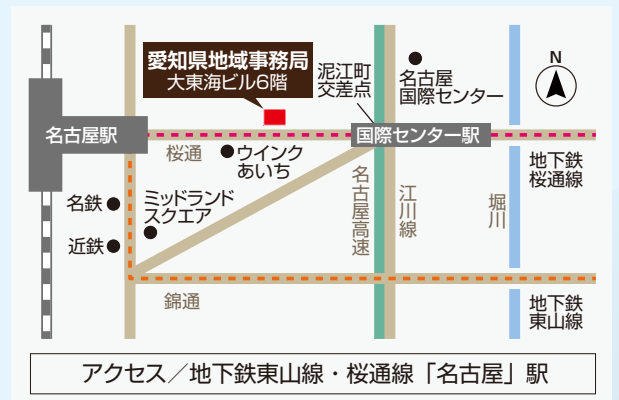 愛知県地域事務局
大東海ビル6階
泥江町
交差点
名古屋
国際センター
N
名古屋駅
国際センター駅
桜通
ウインク
あいち
地下鉄
桜通線
名鉄
ミッドランド
スクエア
近鉄
名古屋高速
江川線
堀川
錦通
地下鉄
東山線
アクセス／地下鉄東山線・桜通線「名古屋」駅